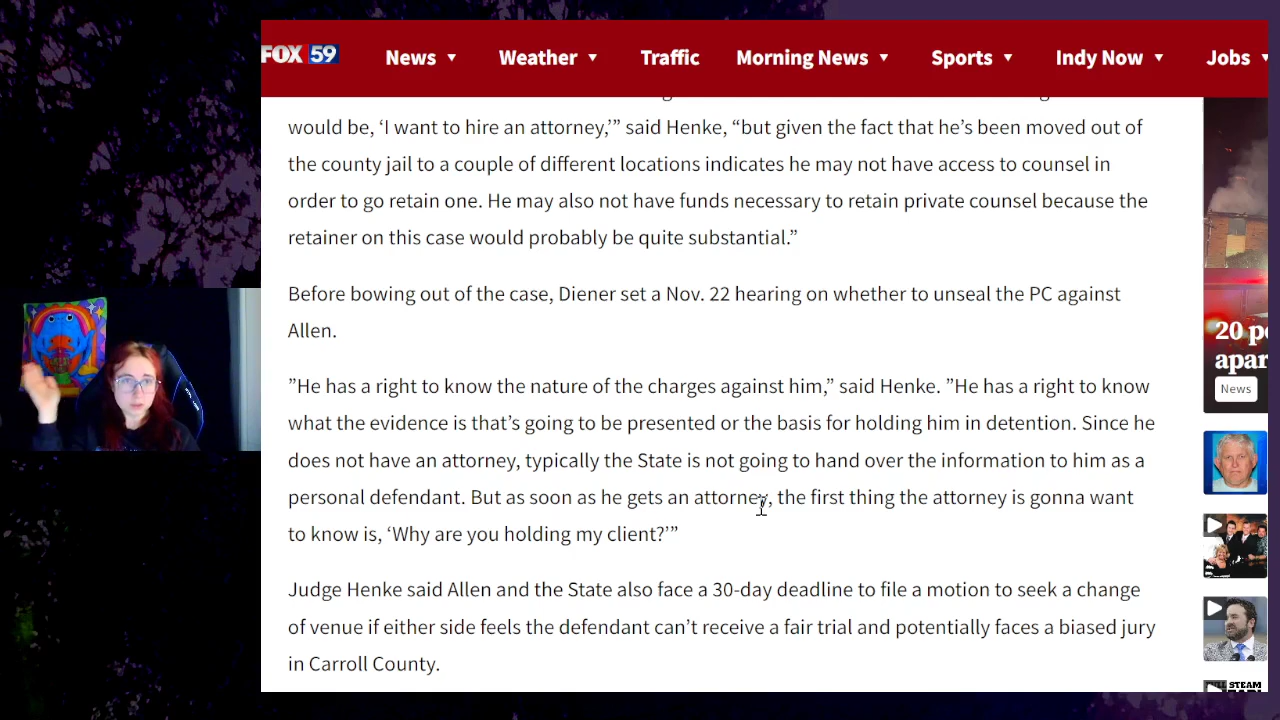 FOX 59
News
Weather
Traffic
Morning News
Sports
Indy Now
Jobs
would be, ‘I want to hire an attorney,’” said Henke, “but given the fact that he’s been moved out of
the county jail to a couple of different locations indicates he may not have access to counsel in
order to go retain one. He may also not have funds necessary to retain private counsel because the
retainer on this case would probably be quite substantial.”
Before bowing out of the case, Diener set a Nov. 22 hearing on whether to unseal the PC against
Allen.
”He has a right to know the nature of the charges against him,” said Henke. ”He has a right to know
what the evidence is that’s going to be presented or the basis for holding him in detention. Since he
does not have an attorney, typically the State is not going to hand over the information to him as a
personal defendant. But as soon as he gets an attorney, the first thing the attorney is gonna want
to know is, ‘Why are you holding my client?’”
Judge Henke said Allen and the State also face a 30-day deadline to file a motion to seek a change
of venue if either side feels the defendant can’t receive a fair trial and potentially faces a biased jury
in Carroll County.
20 pe
apar
News
STEAM